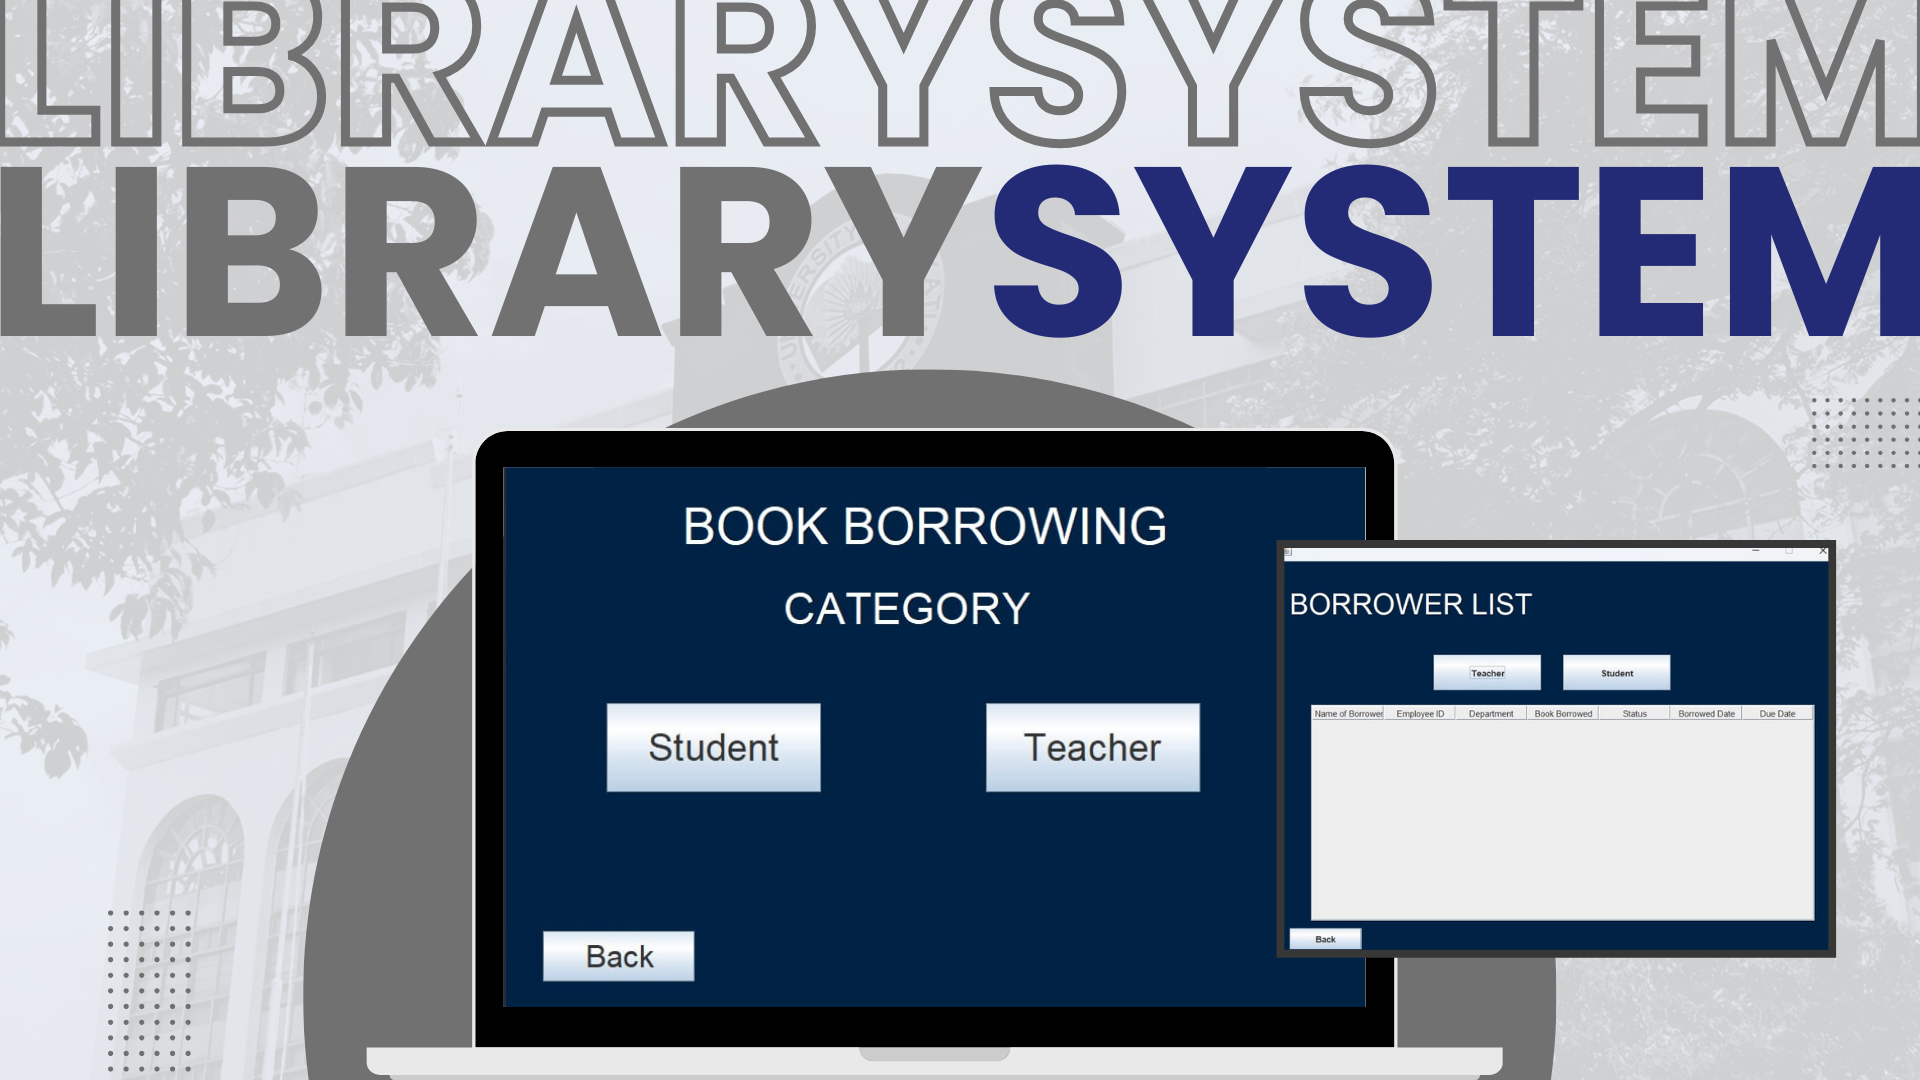 LIBRARYSYSTEM
LIBRARYSYSTEM
BOOK BORROWING
CATEGORY
Student
Teacher
Back
BORROWER LIST
Teacher
Student
Name of Borrower
Employee ID
Department
Book Borrowed
Status
Borrowed Date
Due Date
Back